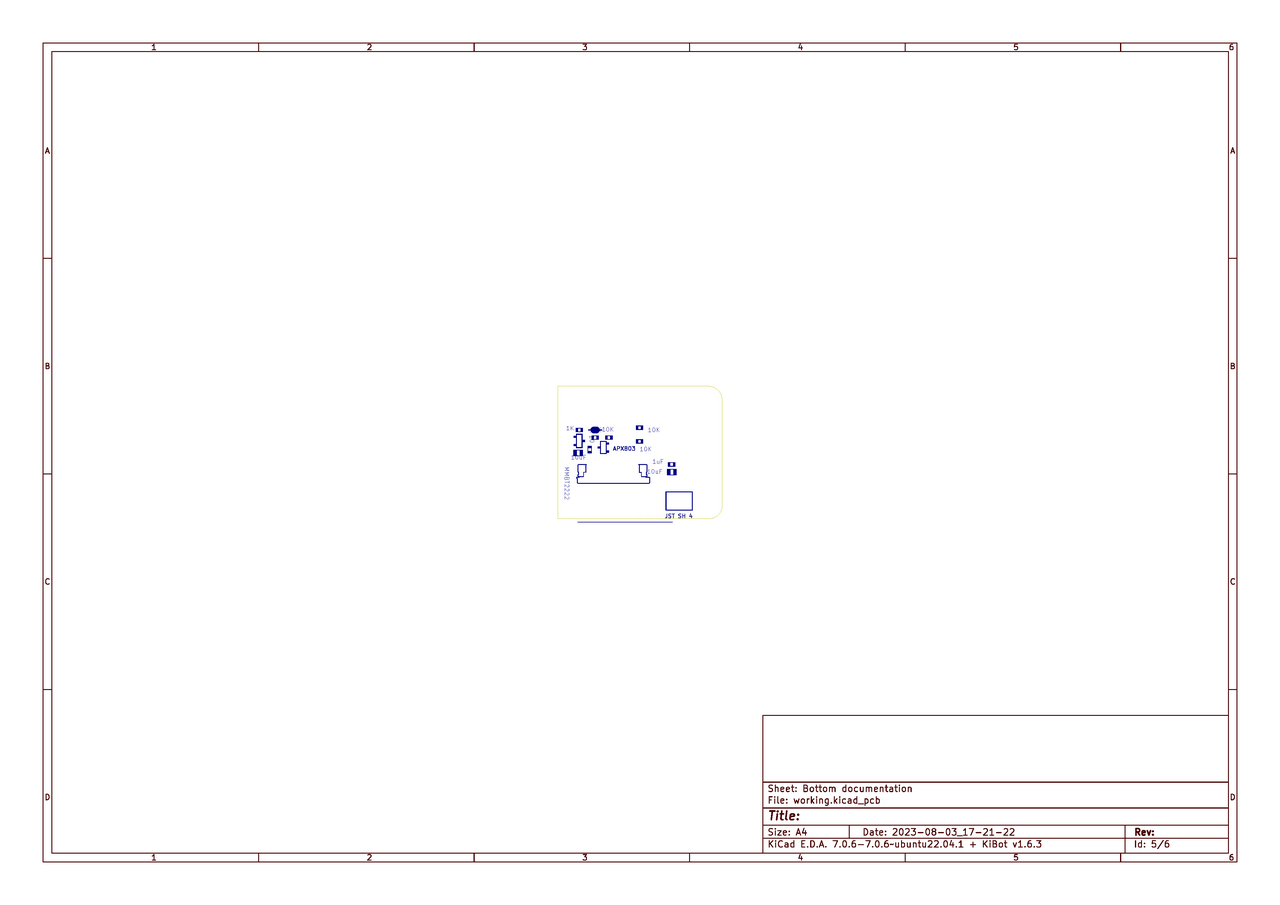 1 2 3 4 5 6
A A
B B
1K
10K
10K
10uF
APX803
10K
1uF
10uF
MMBT2222
JST SH 4
C C
D D
Sheet: Bottom documentation
File: working.kicad_pcb
Title:
Size: A4 Date: 2023-08-03_17-21-22 Rev:
KiCad E.D.A. 7.0.6-7.0.6~ubuntu22.04.1 + KiBot v1.6.3 Id: 5/6
1 2 3 4 5 6